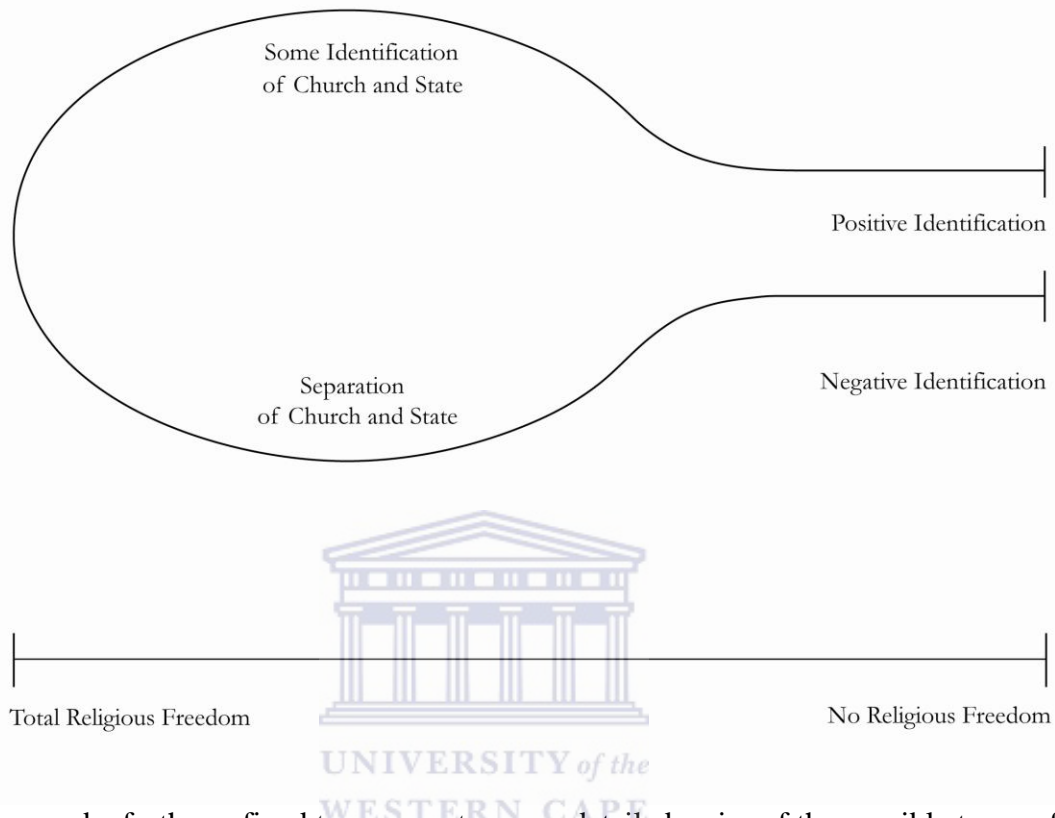 Some Identification
of Church and State
Positive Identification
Negative Identification
Separation
of Church and State
Total Religious Freedom
No Religious Freedom
UNIVERSITY of the
WESTERN CAPE